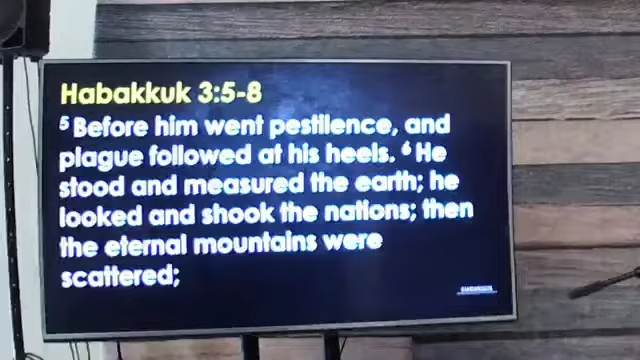 Habakkuk 3:5-8
5 Before him went pestilence, and
plague followed at his heels. 6 He
stood and measured the earth; he
looked and shook the nations; then
the eternal mountains were
scattered;